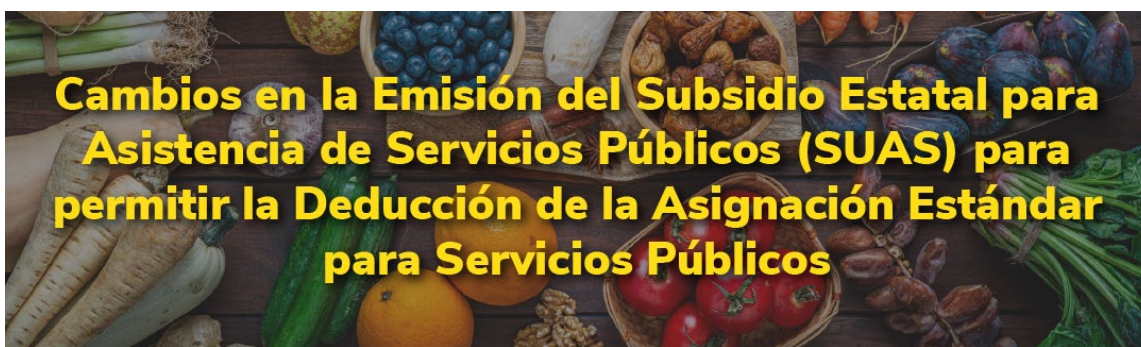 Cambios en la Emisión del Subsidio Estatal para
Asistencia de Servicios Públicos (SUAS) para
permitir la Deducción de la Asignación Estándar
para Servicios Públicos